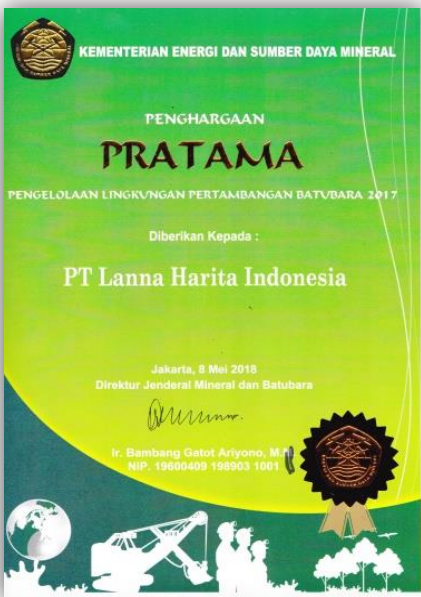 KEMENTERIAN ENERGI DAN SUMBER DAYA MINERAL
PENGHARGAAN
PRATAMA
PENGELOLAAN LINGKUNGAN PERTAMBANGAN BATUBARA 2017
Diberikan Kepada :
PT Lanna Harita Indonesia
Jakarta, 8 Mei 2018
Direktur Jenderal Mineral dan Batubara
Ir. Bambang Gatot Ariyono, M.M
NIP. 19600409 198903 1001